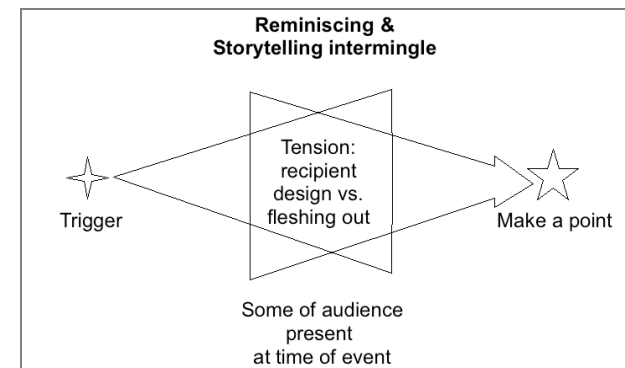 Reminiscing &
Storytelling intermingle
Tension:
recipient
design vs.
fleshing out
Trigger
Make a point
Some of audience
present
at time of event